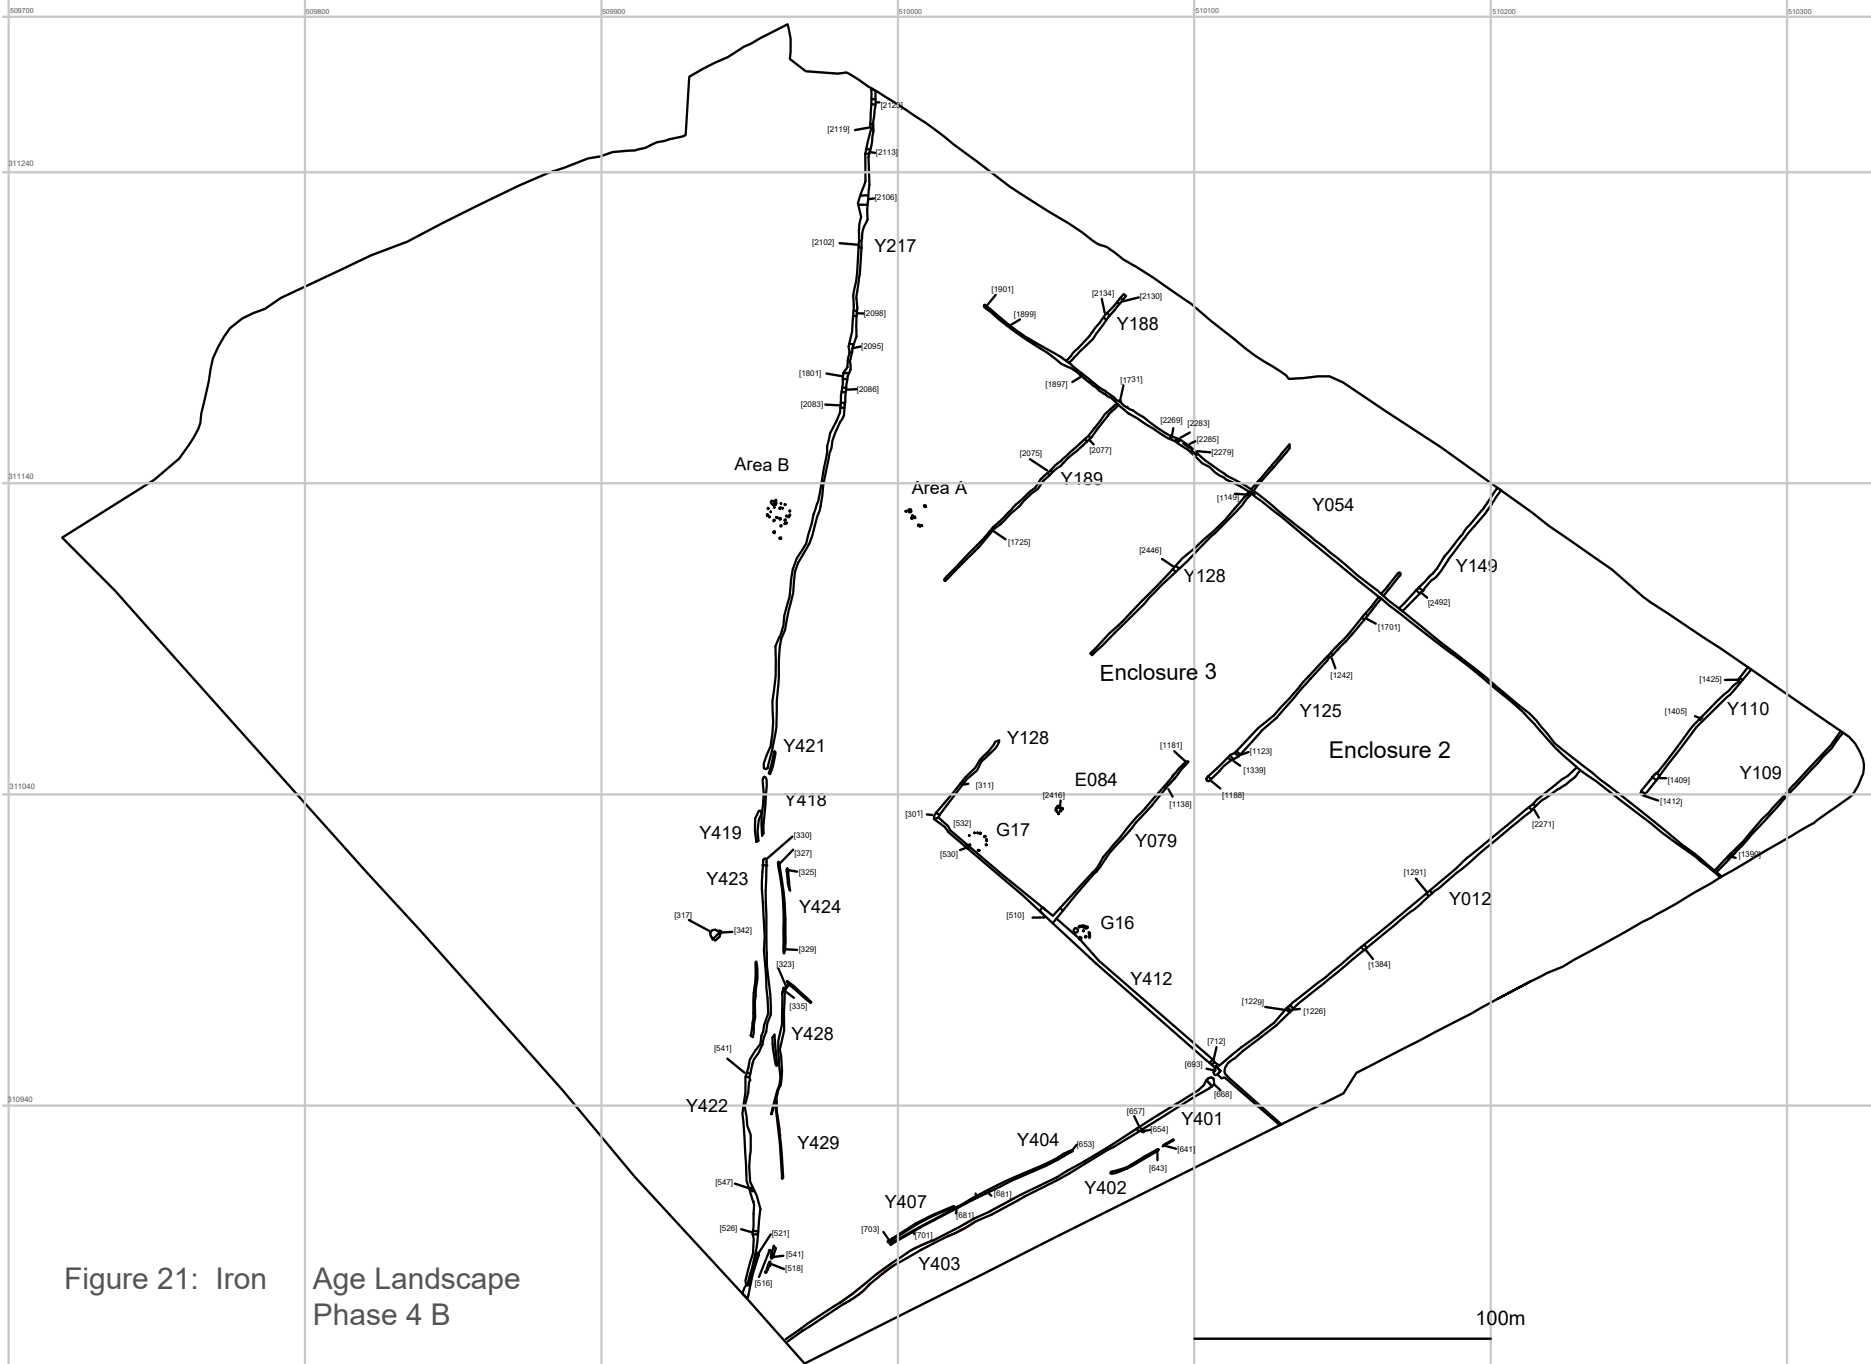 509700
509800
509900
510000
510100
510200
510300
[2123]
[2119]
[2113]
311240
[2106]
[2102]
Y217
[1901]
[2134]
[2130]
[2098]
[1899]
Y188
[2095]
[1801]
[1897]
[1731]
[2086]
[2083]
[2269]
[2283]
[2285]
[2077]
[2279]
[2075]
Area B
311140
Area A
Y189
[1149]
Y054
[1725]
[2446]
Y128
Y149
[2492]
[1701]
Enclosure 3
[1242]
[1425]
Y125
[1405]
Y110
Y421
Y128
[1181]
[1123]
Enclosure 2
[1339]
Y109
[311]
E084
[1409]
311040
[2416]
[1138]
[1188]
[1412]
Y418
[301]
[532]
G17
[2271]
Y419
[330]
Y079
[530]
[327]
[1390]
Y423
[325]
[1291]
Y424
Y012
[317]
[342]
[510]
G16
[329]
[323]
Y412
[1384]
[335]
[1229]
[1226]
Y428
[541]
[712]
[693]
[668]
310940
Y422
[657]
Y401
[654]
Y429
Y404
[653]
[641]
[643]
[547]
Y402
[681]
Y407
[681]
[703]
[701]
[526]
[521]
[541]
[518]
[516]
Y403
Figure 21: Iron Age Landscape
Phase 4 B
100m